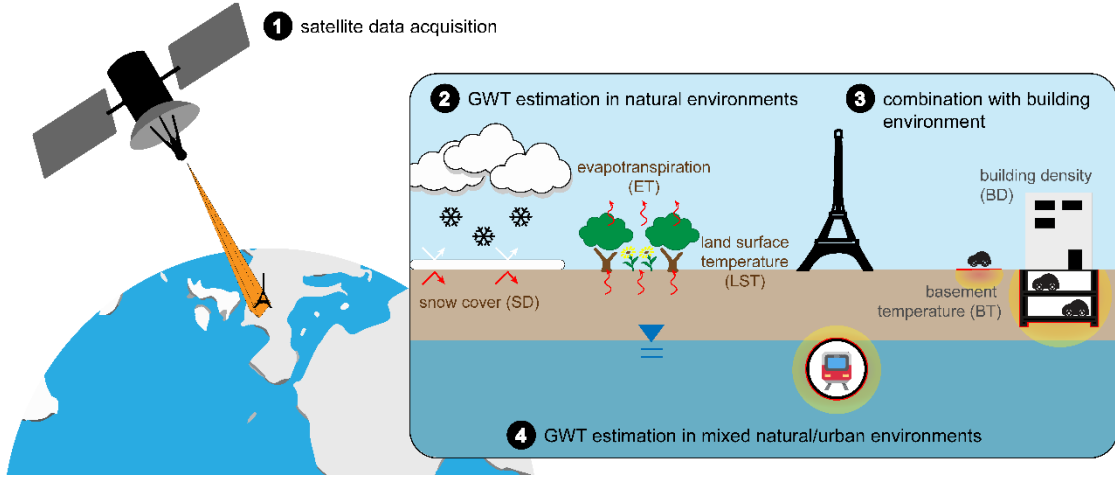 1 satellite data acquisition
2 GWT estimation in natural environments
3 combination with building
environment
evapotranspiration
(ET)
building density
(BD)
land surface
temperature
(LST)
snow cover (SD)
basement
temperature (BT)
4 GWT estimation in mixed natural/urban environments